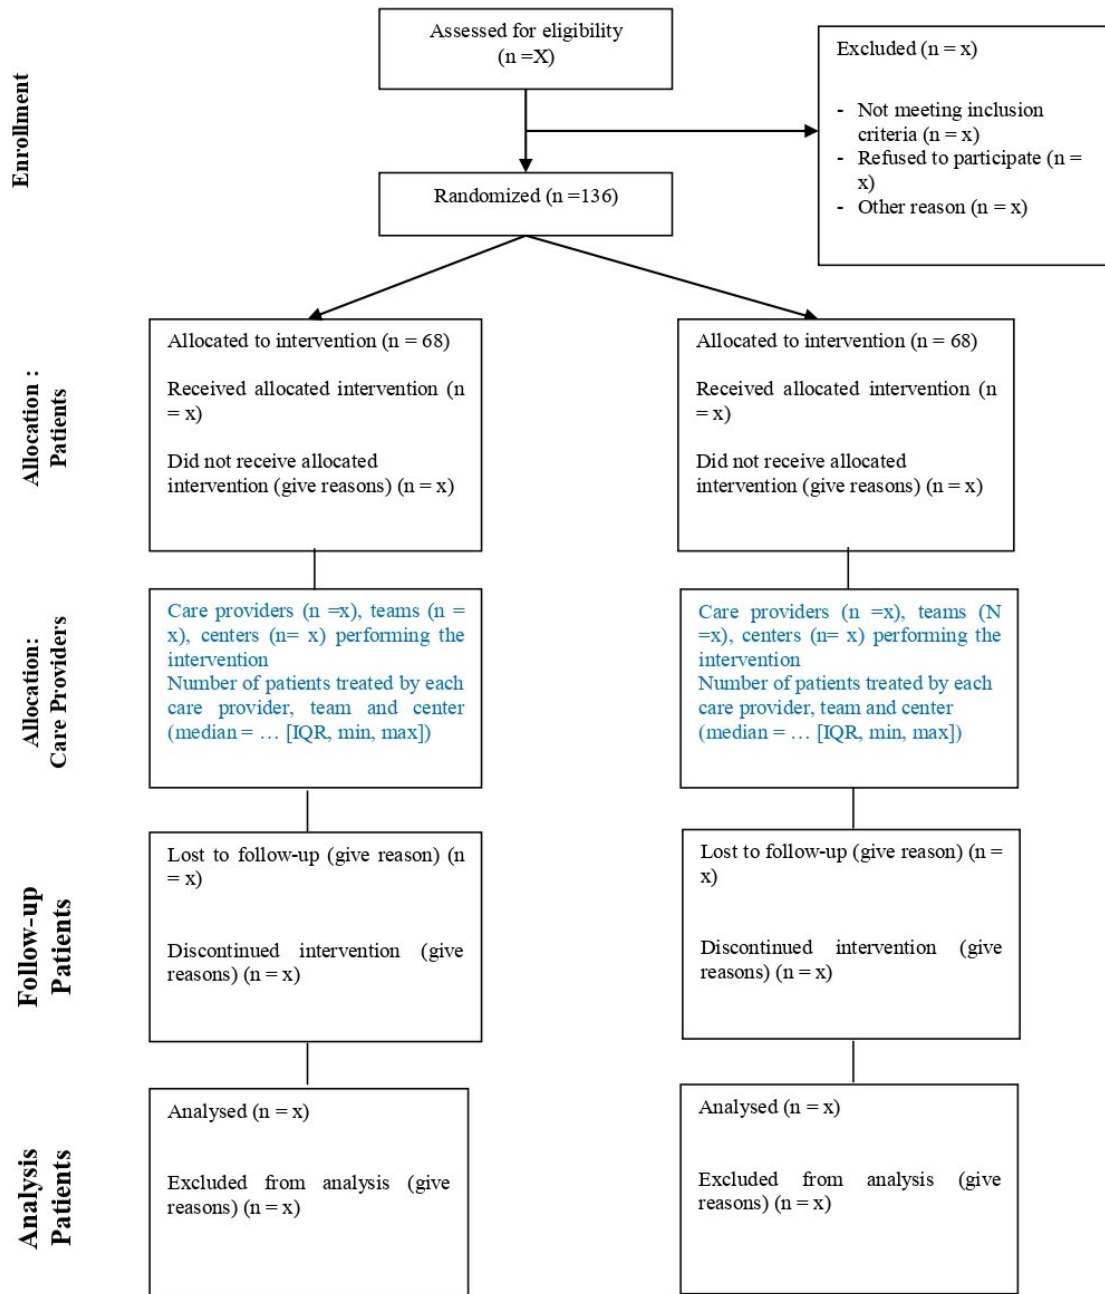 Enrollment
Assessed for eligibility
(n =X)
Excluded (n = x)
- Not meeting inclusion
criteria (n = x)
- Refused to participate (n =
x)
- Other reason (n = x)
Randomized (n =136)
Allocation :
Patients
Allocated to intervention (n = 68)
Received allocated intervention (n
= x)
Did not receive allocated
intervention (give reasons) (n = x)
Allocated to intervention (n = 68)
Received allocated intervention (n
= x)
Did not receive allocated
intervention (give reasons) (n = x)
Allocation:
Care Providers
Care providers (n =x), teams (n =
x), centers (n= x) performing the
intervention
Number of patients treated by each
care provider, team and center
(median = … [IQR, min, max])
Care providers (n =x), teams (N
=x), centers (n= x) performing the
intervention
Number of patients treated by each
care provider, team and center
(median = … [IQR, min, max])
Follow-up
Patients
Lost to follow-up (give reason) (n
= x)
Discontinued intervention (give
reasons) (n = x)
Lost to follow-up (give reason) (n =
x)
Discontinued intervention (give
reasons) (n = x)
Analysis
Patients
Analysed (n = x)
Excluded from analysis (give
reasons) (n = x)
Analysed (n = x)
Excluded from analysis (give
reasons) (n = x)